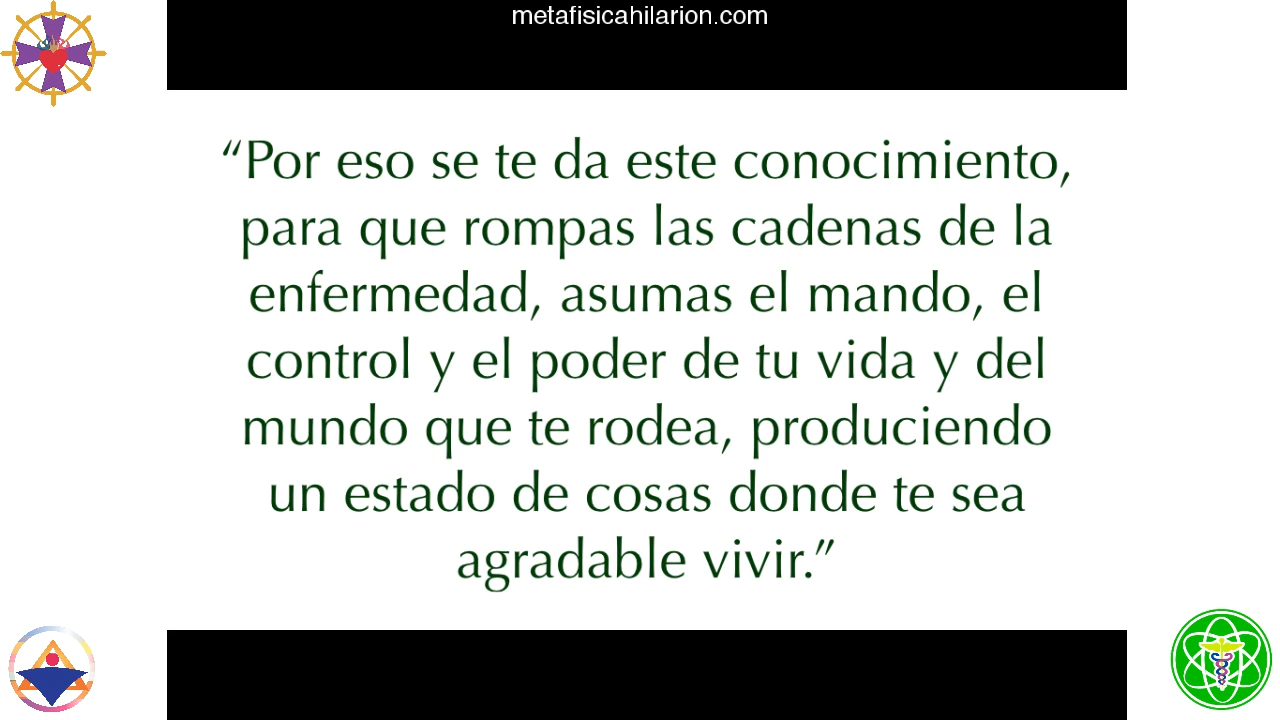 metafisicahilarion.com
“Por eso se te da este conocimiento,
para que rompas las cadenas de la
enfermedad, asumas el mando, el
control y el poder de tu vida y del
mundo que te rodea, produciendo
un estado de cosas donde te sea
agradable vivir.”